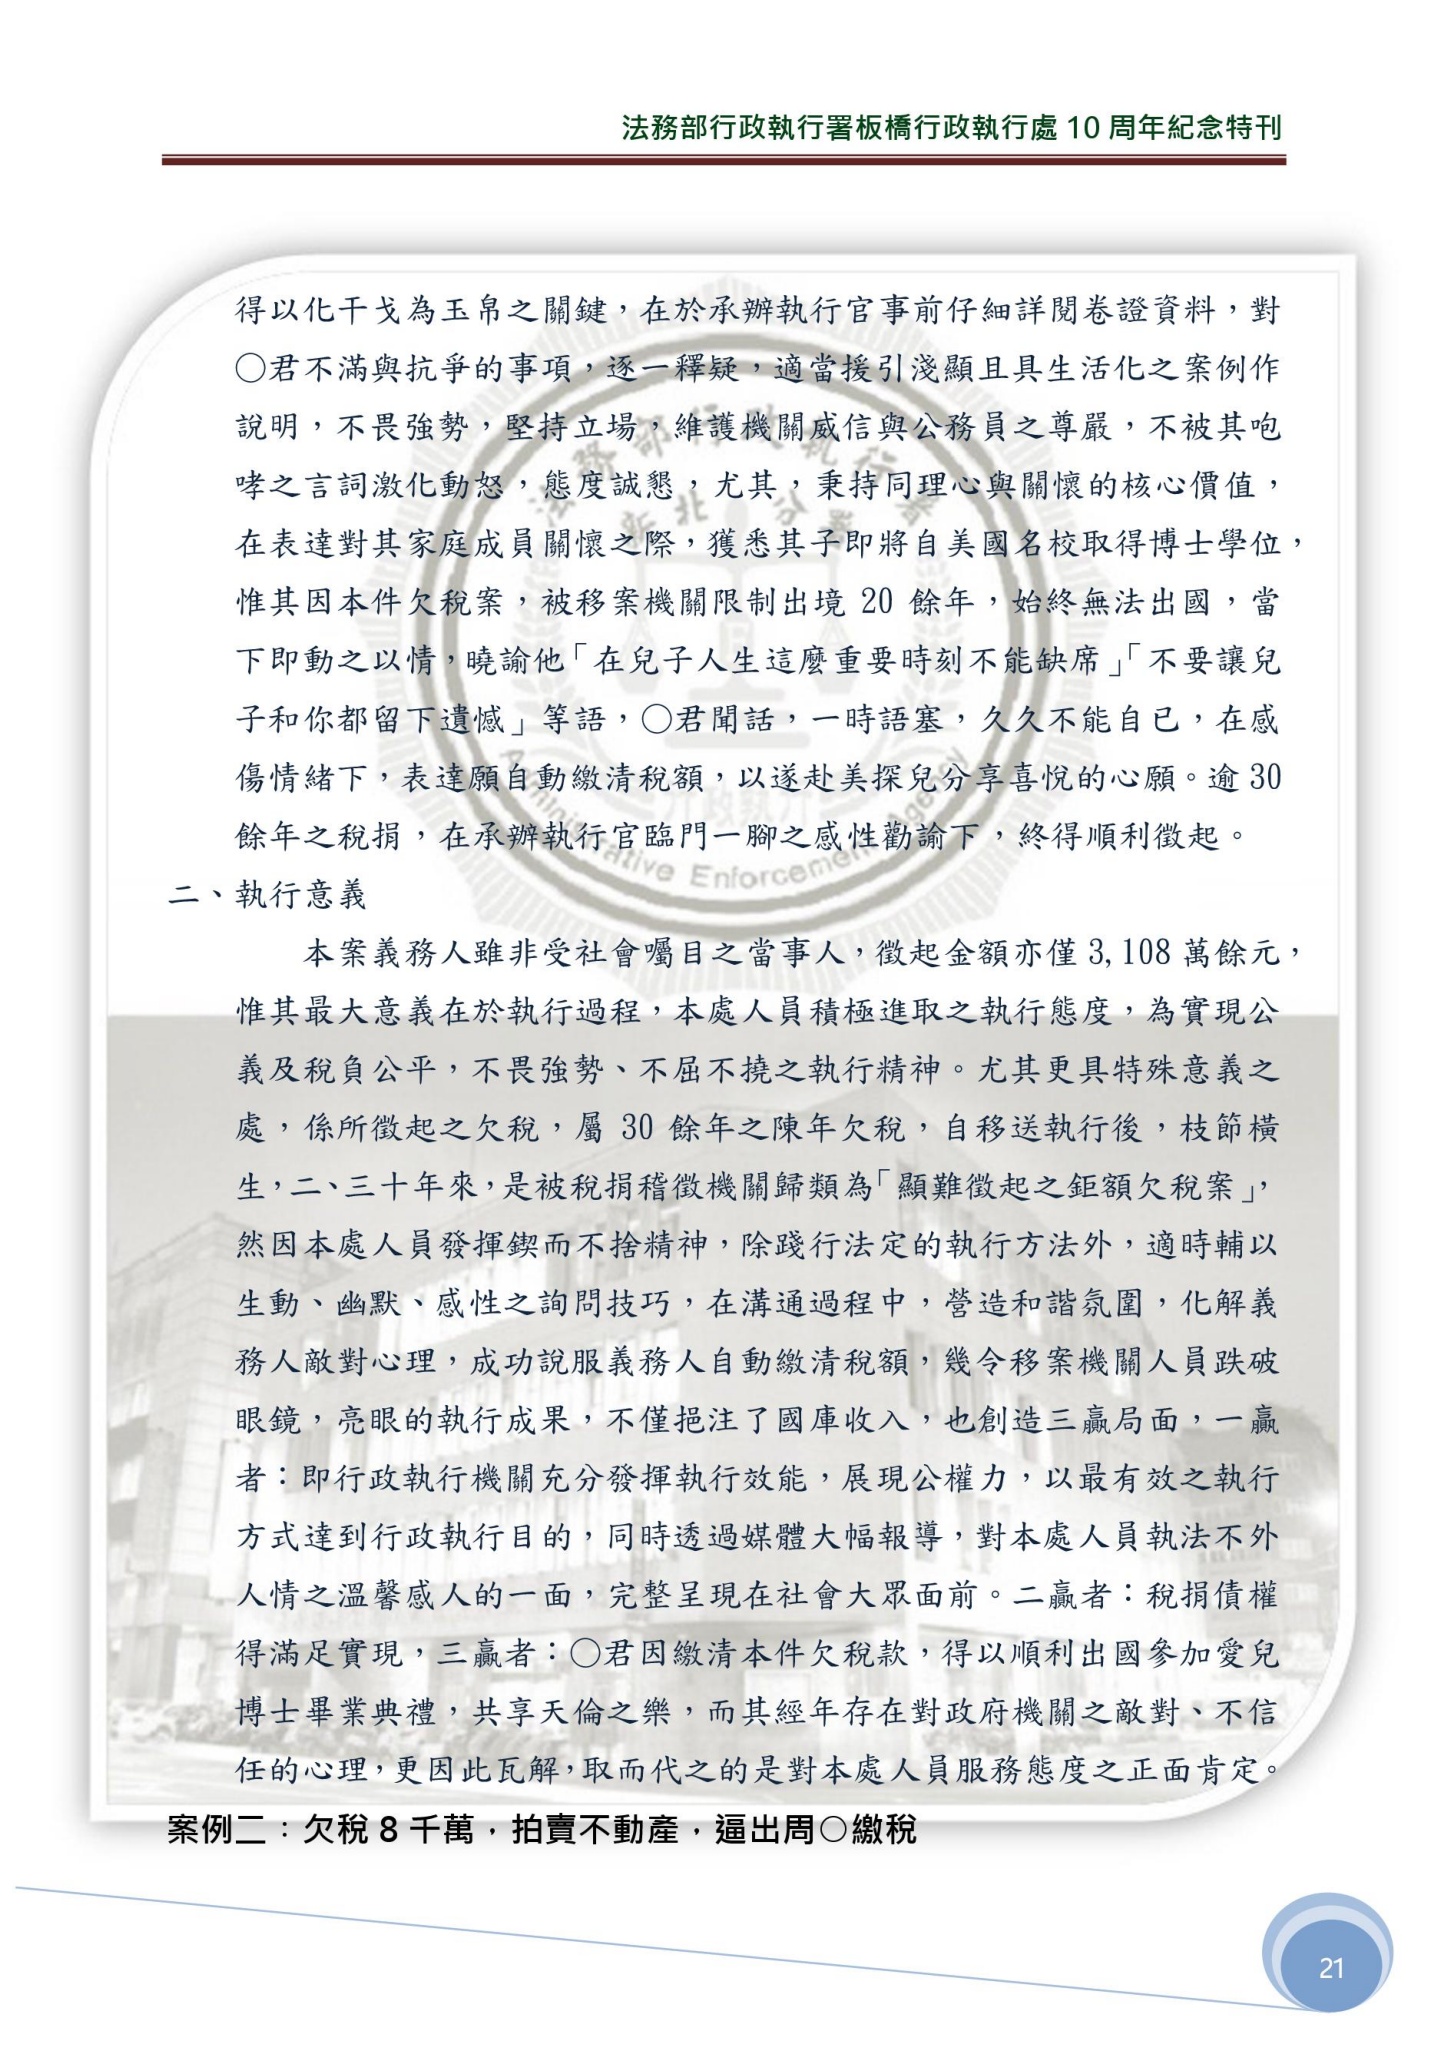 法務部行政執行署板橋行政執行處 10 周年紀念特刊
得以化干戈為玉帛之關鍵，在於承辦執行官事前仔細詳閱卷證資料，對
○君不滿與抗爭的事項，逐一釋疑，適當援引淺顯且具生活化之案例作
說明，不畏強勢，堅持立場，維護機關威信與公務員之尊嚴，不被其咆
哮之言詞激化動怒，態度誠懇，尤其，秉持同理心與關懷的核心價值，
在表達對其家庭成員關懷之際，獲悉其子即將自美國名校取得博士學位，
惟其因本件欠稅案，被移案機關限制出境 20 餘年，始終無法出國，當
下即動之以情，曉諭他「在兒子人生這麼重要時刻不能缺席」「不要讓兒
子和你都留下遺憾」等語，○君聞話，一時語塞，久久不能自已，在感
傷情緒下，表達願自動繳清稅額，以遂赴美探兒分享喜悅的心願。逾 30
餘年之稅捐，在承辦執行官臨門一腳之感性勸諭下，終得順利徵起。
二、執行意義
本案義務人雖非受社會囑目之當事人，徵起金額亦僅 3,108 萬餘元，
惟其最大意義在於執行過程，本處人員積極進取之執行態度，為實現公
義及稅負公平，不畏強勢、不屈不撓之執行精神。尤其更具特殊意義之
處，係所徵起之欠稅，屬 30 餘年之陳年欠稅，自移送執行後，枝節橫
生，二、三十年來，是被稅捐稽徵機關歸類為「顯難徵起之鉅額欠稅案」，
然因本處人員發揮鍥而不捨精神，除踐行法定的執行方法外，適時輔以
生動、幽默、感性之詢問技巧，在溝通過程中，營造和諧氛圍，化解義
務人敵對心理，成功說服義務人自動繳清稅額，幾令移案機關人員跌破
眼鏡，亮眼的執行成果，不僅挹注了國庫收入，也創造三贏局面，一贏
者：即行政執行機關充分發揮執行效能，展現公權力，以最有效之執行
方式達到行政執行目的，同時透過媒體大幅報導，對本處人員執法不外
人情之溫馨感人的一面，完整呈現在社會大眾面前。二贏者：稅捐債權
得滿足實現，三贏者：○君因繳清本件欠稅款，得以順利出國參加愛兒
博士畢業典禮，共享天倫之樂，而其經年存在對政府機關之敵對、不信
任的心理，更因此瓦解，取而代之的是對本處人員服務態度之正面肯定。
案例二：欠稅 8 千萬，拍賣不動產，逼出周○繳稅
21
法務部行政執行署
新北分署
行政執行
Administrative Enforcement Agency